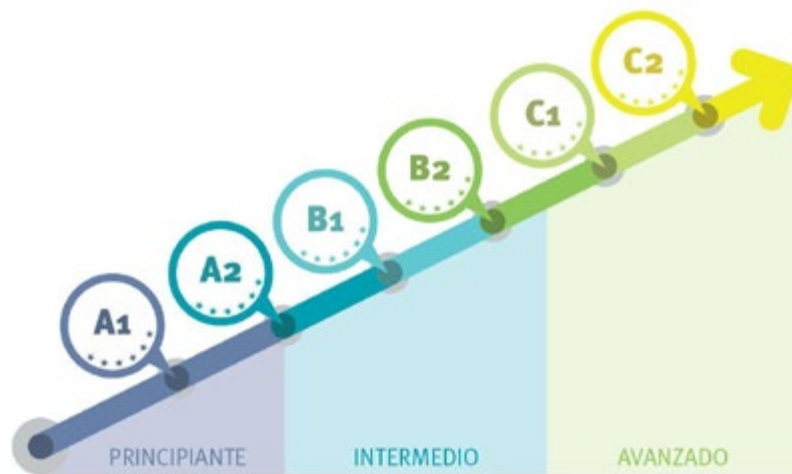 A1
A2
B1
B2
C1
C2
PRINCIPIANTE
INTERMEDIO
AVANZADO